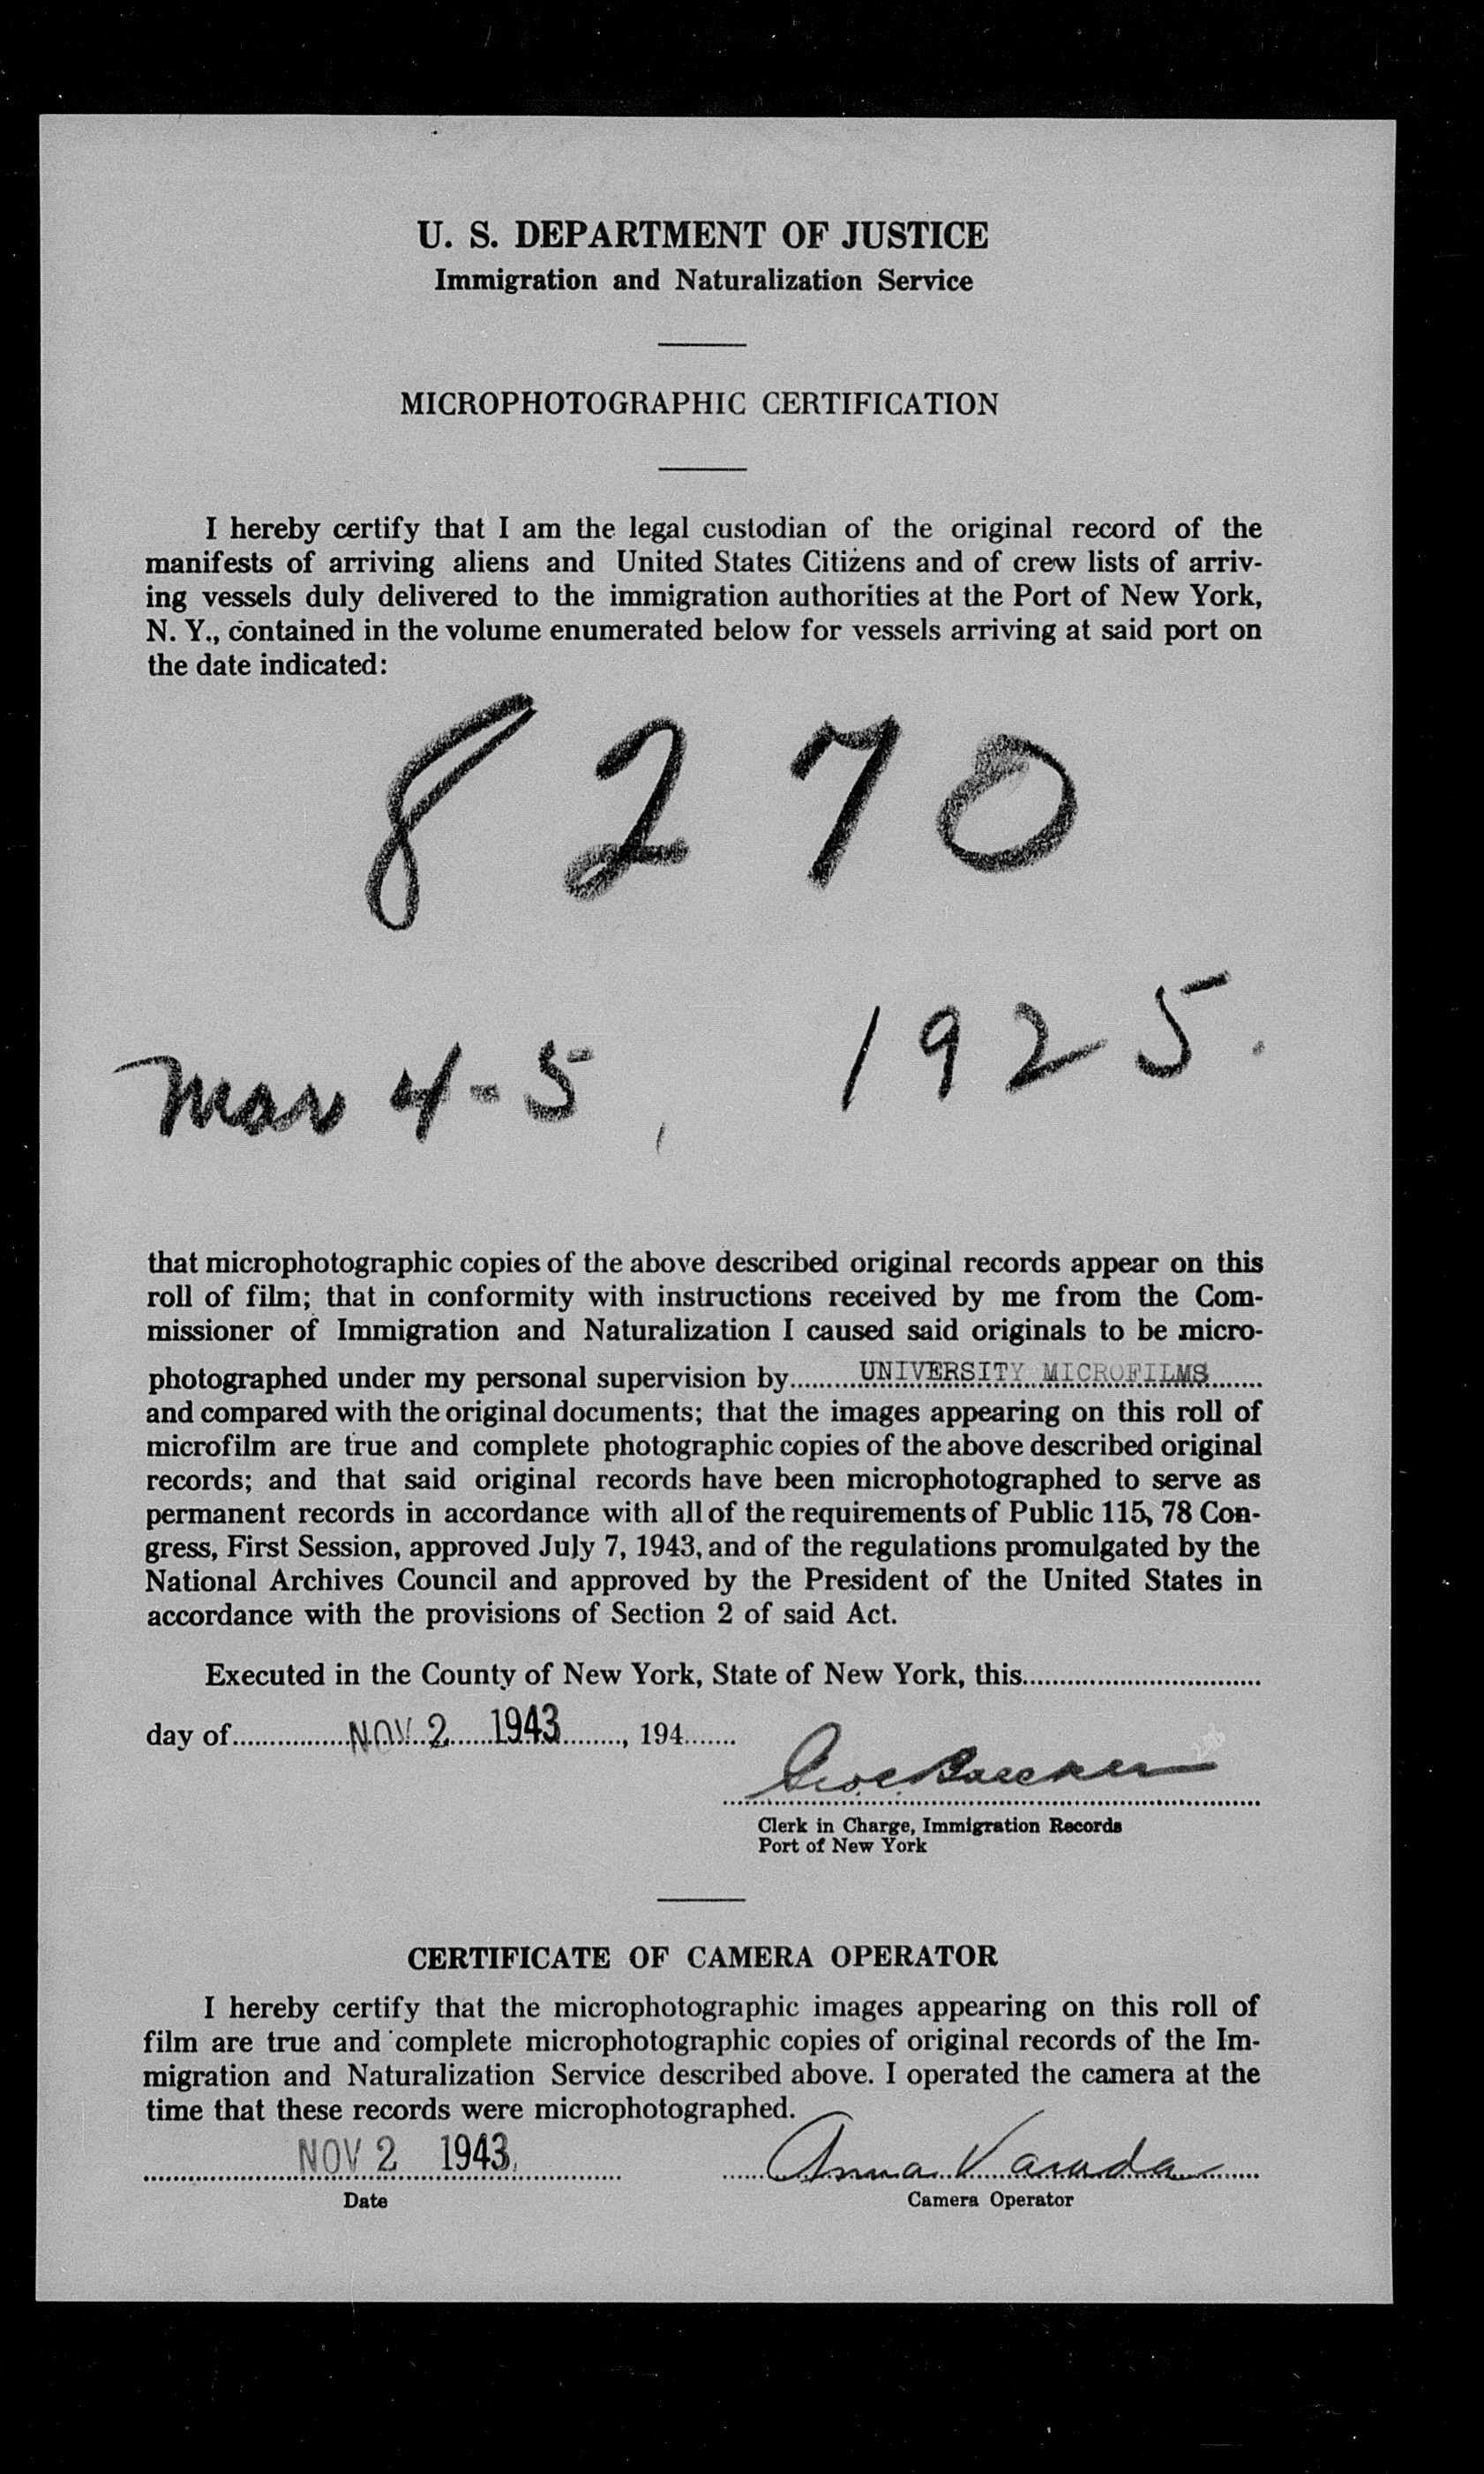 U. S. DEPARTMENT OF JUSTICE
Immigration and Naturalization Service
MICROPHOTOGRAPHIC CERTIFICATION
I hereby certify that I am the legal custodian of the original record of the
manifests of arriving aliens and United States Citizens and of crew lists of arriv-
ing vessels duly delivered to the immigration authorities at the Port of New York,
N. Y., contained in the volume enumerated below for vessels arriving at said port on
the date indicated:
8270
Mar 4-5, 1925.
that microphotographic copies of the above described original records appear on this
roll of film; that in conformity with instructions received by me from the Com-
missioner of Immigration and Naturalization I caused said originals to be micro-
photographed under my personal supervision by UNIVERSITY MICROFILMS
and compared with the original documents; that the images appearing on this roll of
microfilm are true and complete photographic copies of the above described original
records; and that said original records have been microphotographed to serve as
permanent records in accordance with all of the requirements of Public 115, 78 Con-
gress, First Session, approved July 7, 1943, and of the regulations promulgated by the
National Archives Council and approved by the President of the United States in
accordance with the provisions of Section 2 of said Act.
Executed in the County of New York, State of New York, this
day of NOV 2 1943, 194
Clerk in Charge, Immigration Records
Port of New York
CERTIFICATE OF CAMERA OPERATOR
I hereby certify that the microphotographic images appearing on this roll of
film are true and complete microphotographic copies of original records of the Im-
migration and Naturalization Service described above. I operated the camera at the
time that these records were microphotographed.
NOV 2 1943. Anna Varada
Date Camera Operator